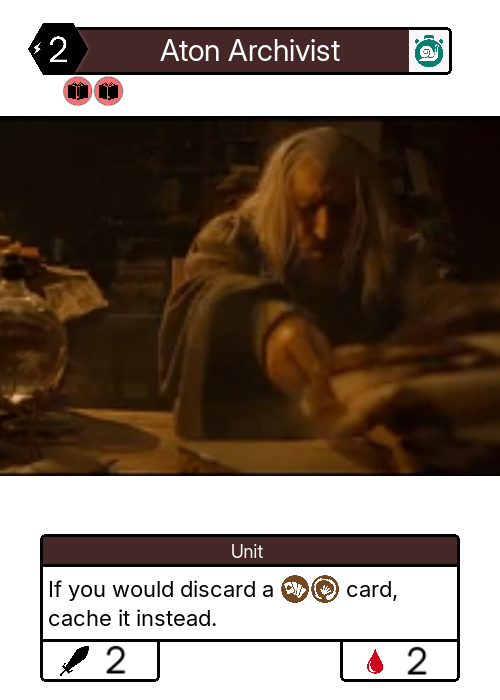 2
Aton Archivist
Unit
If you would discard a card,
cache it instead.
2
2